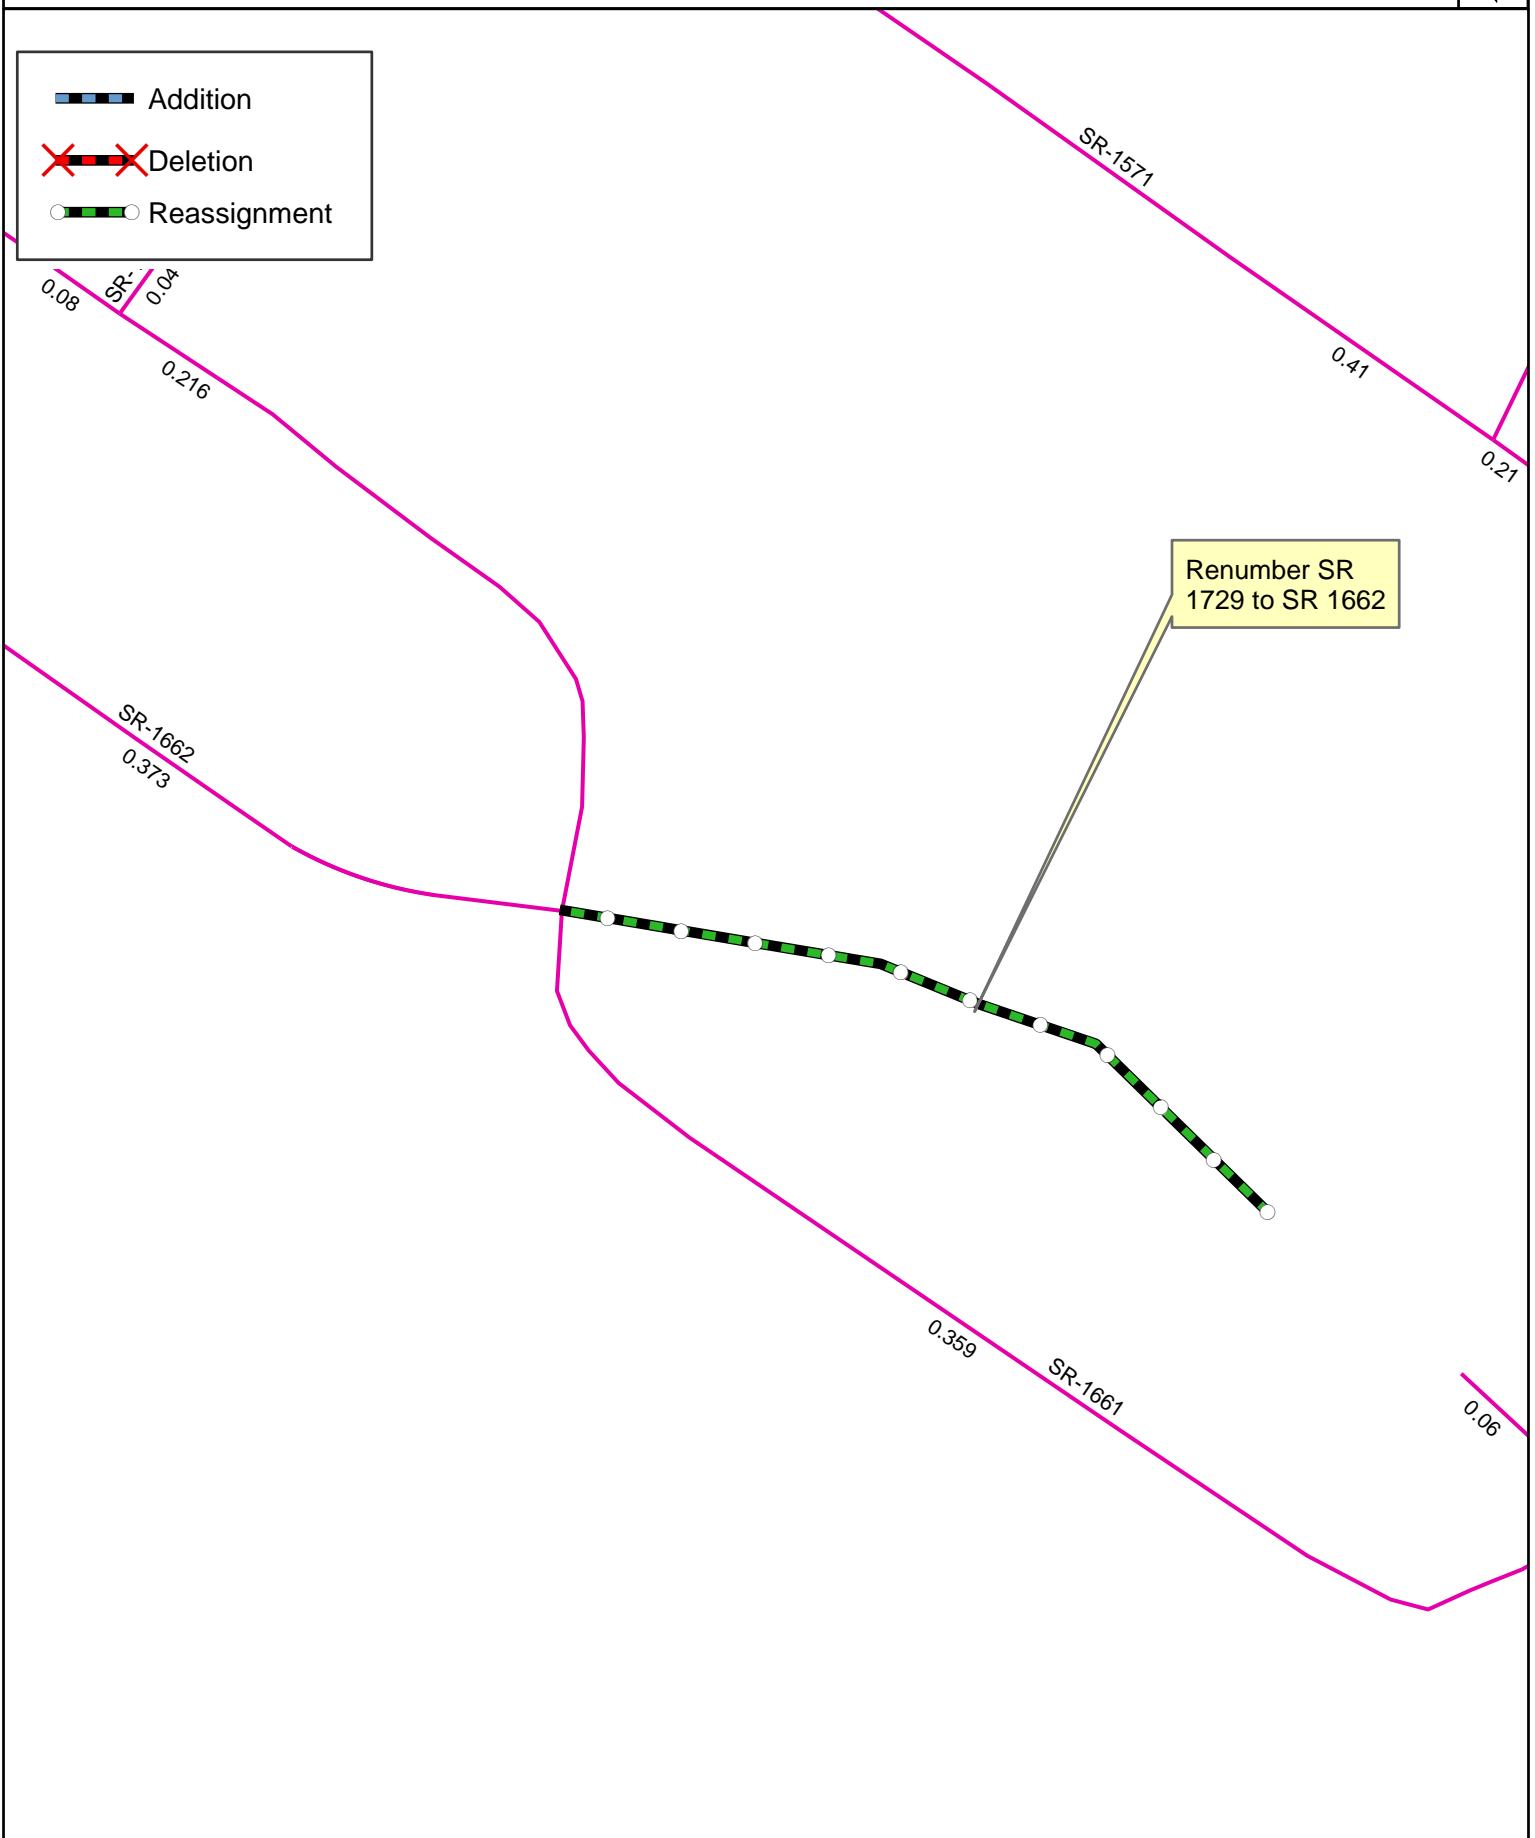 Addition
Deletion
Reassignment
SR-1571
SR-
0.04
0.08
0.216
0.41
0.21
Renumber SR
1729 to SR 1662
SR-1662
0.373
0.359
SR-1661
0.06